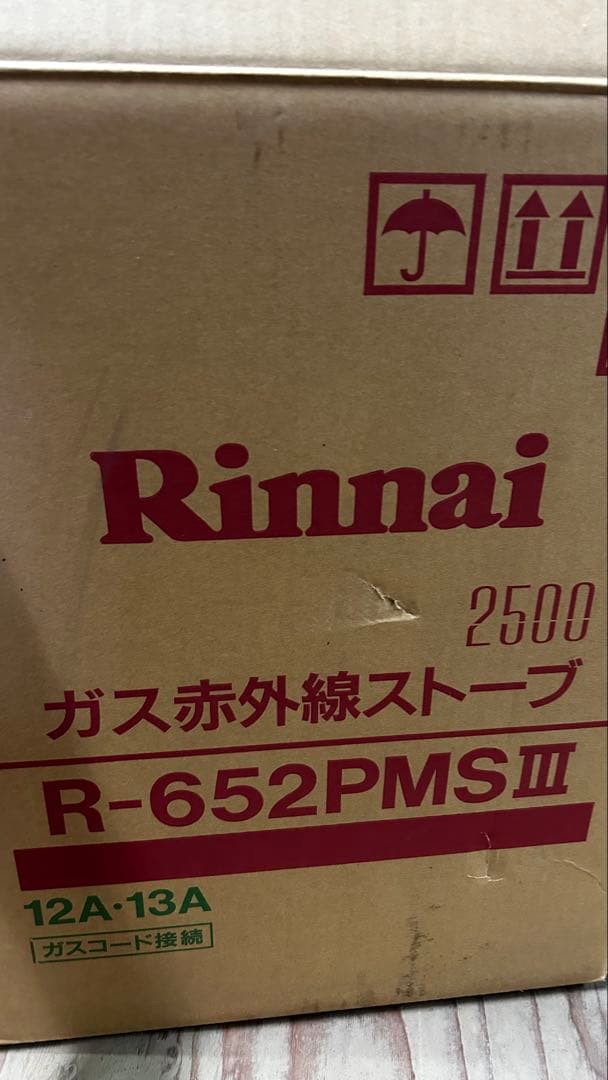 Rinnai
2500
ガス赤外線ストーブ
R-652PMSⅢ
12A・13A
ガスコード接続